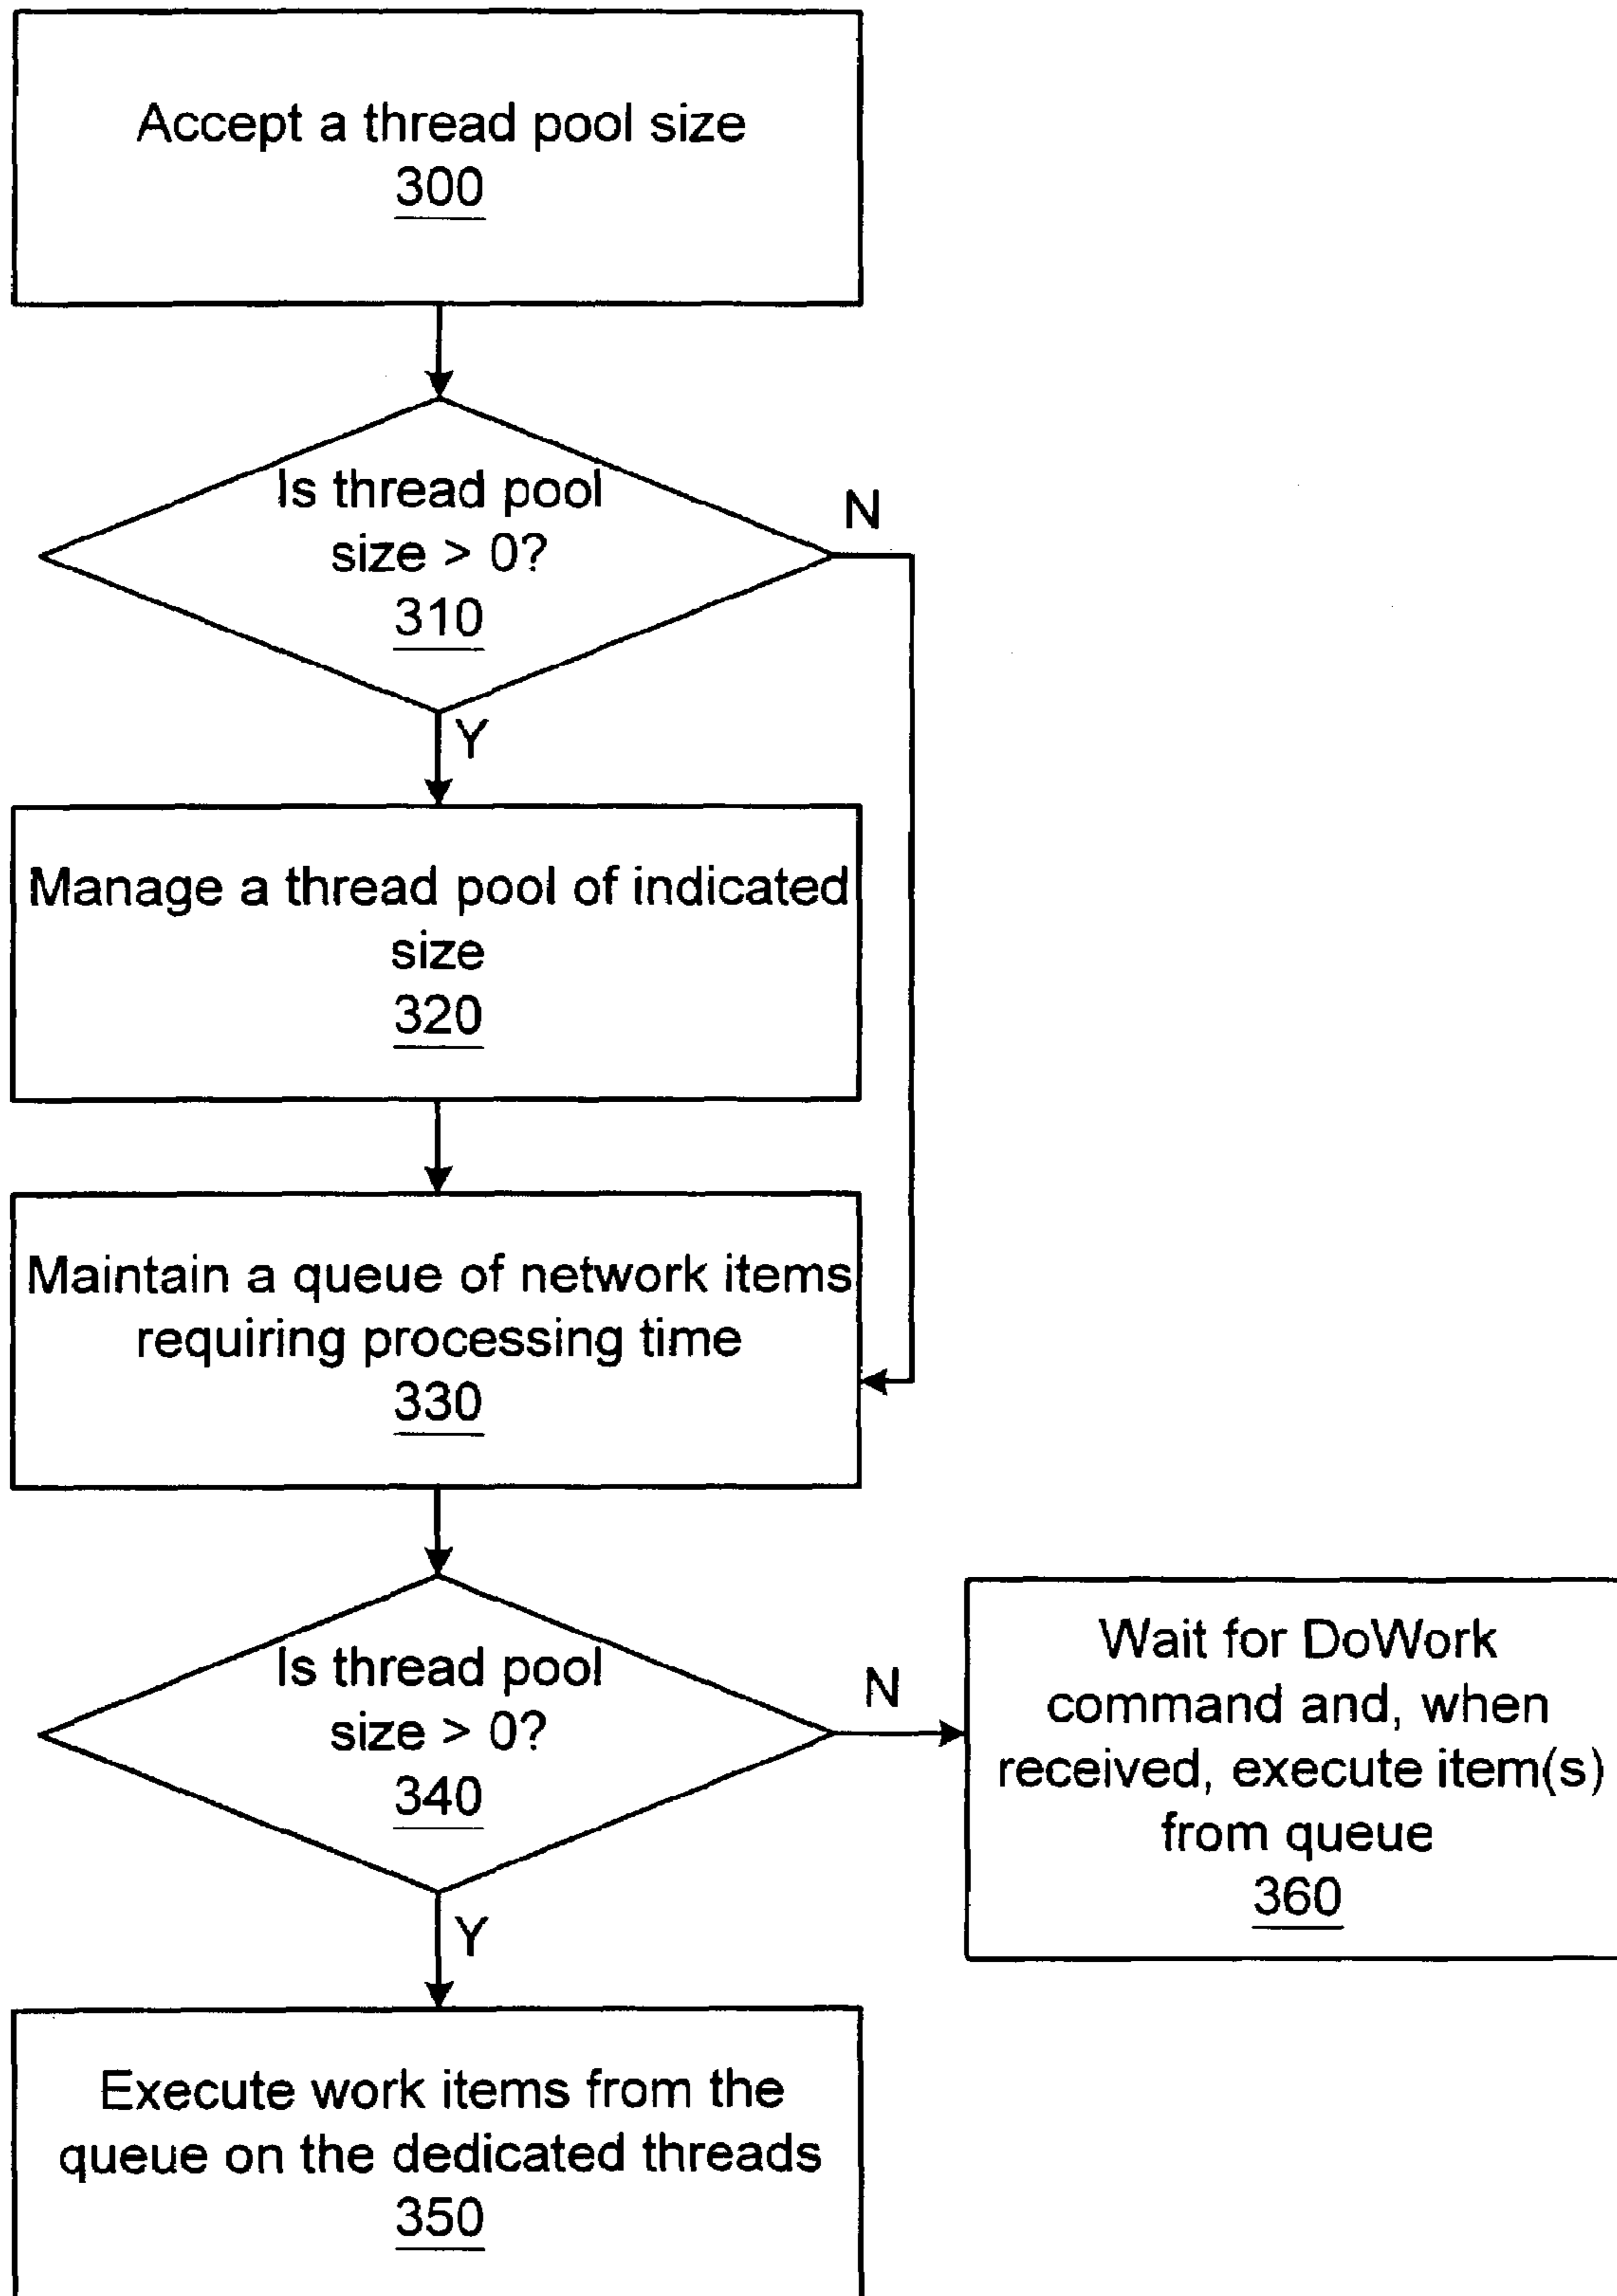 Accept a thread pool size
300
Is thread pool
size > 0?
310
N
Y
Manage a thread pool of indicated
size
320
Maintain a queue of network items
requiring processing time
330
Is thread pool
size > 0?
340
N
Wait for DoWork
command and, when
received, execute item(s)
from queue
360
Y
Execute work items from the
queue on the dedicated threads
350